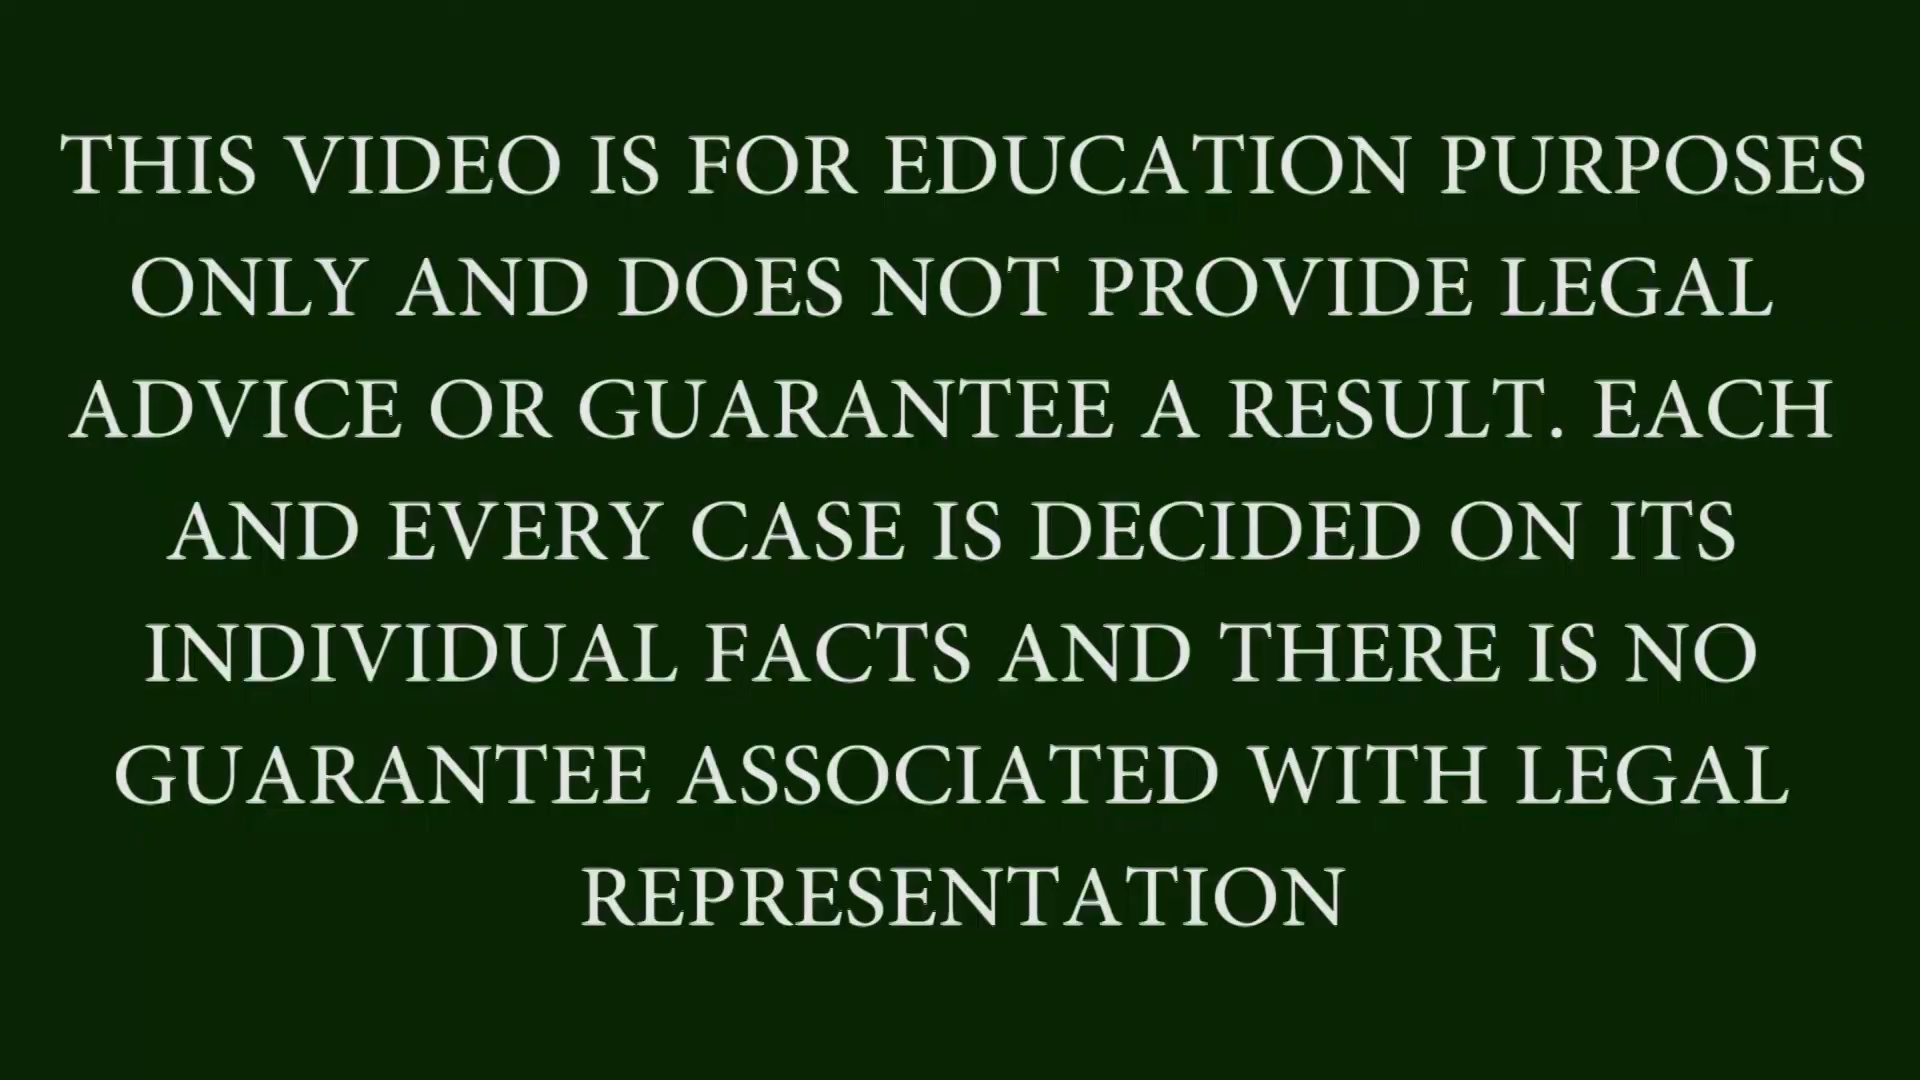 THIS VIDEO IS FOR EDUCATION PURPOSES
ONLY AND DOES NOT PROVIDE LEGAL
ADVICE OR GUARANTEE A RESULT. EACH
AND EVERY CASE IS DECIDED ON ITS
INDIVIDUAL FACTS AND THERE IS NO
GUARANTEE ASSOCIATED WITH LEGAL
REPRESENTATION